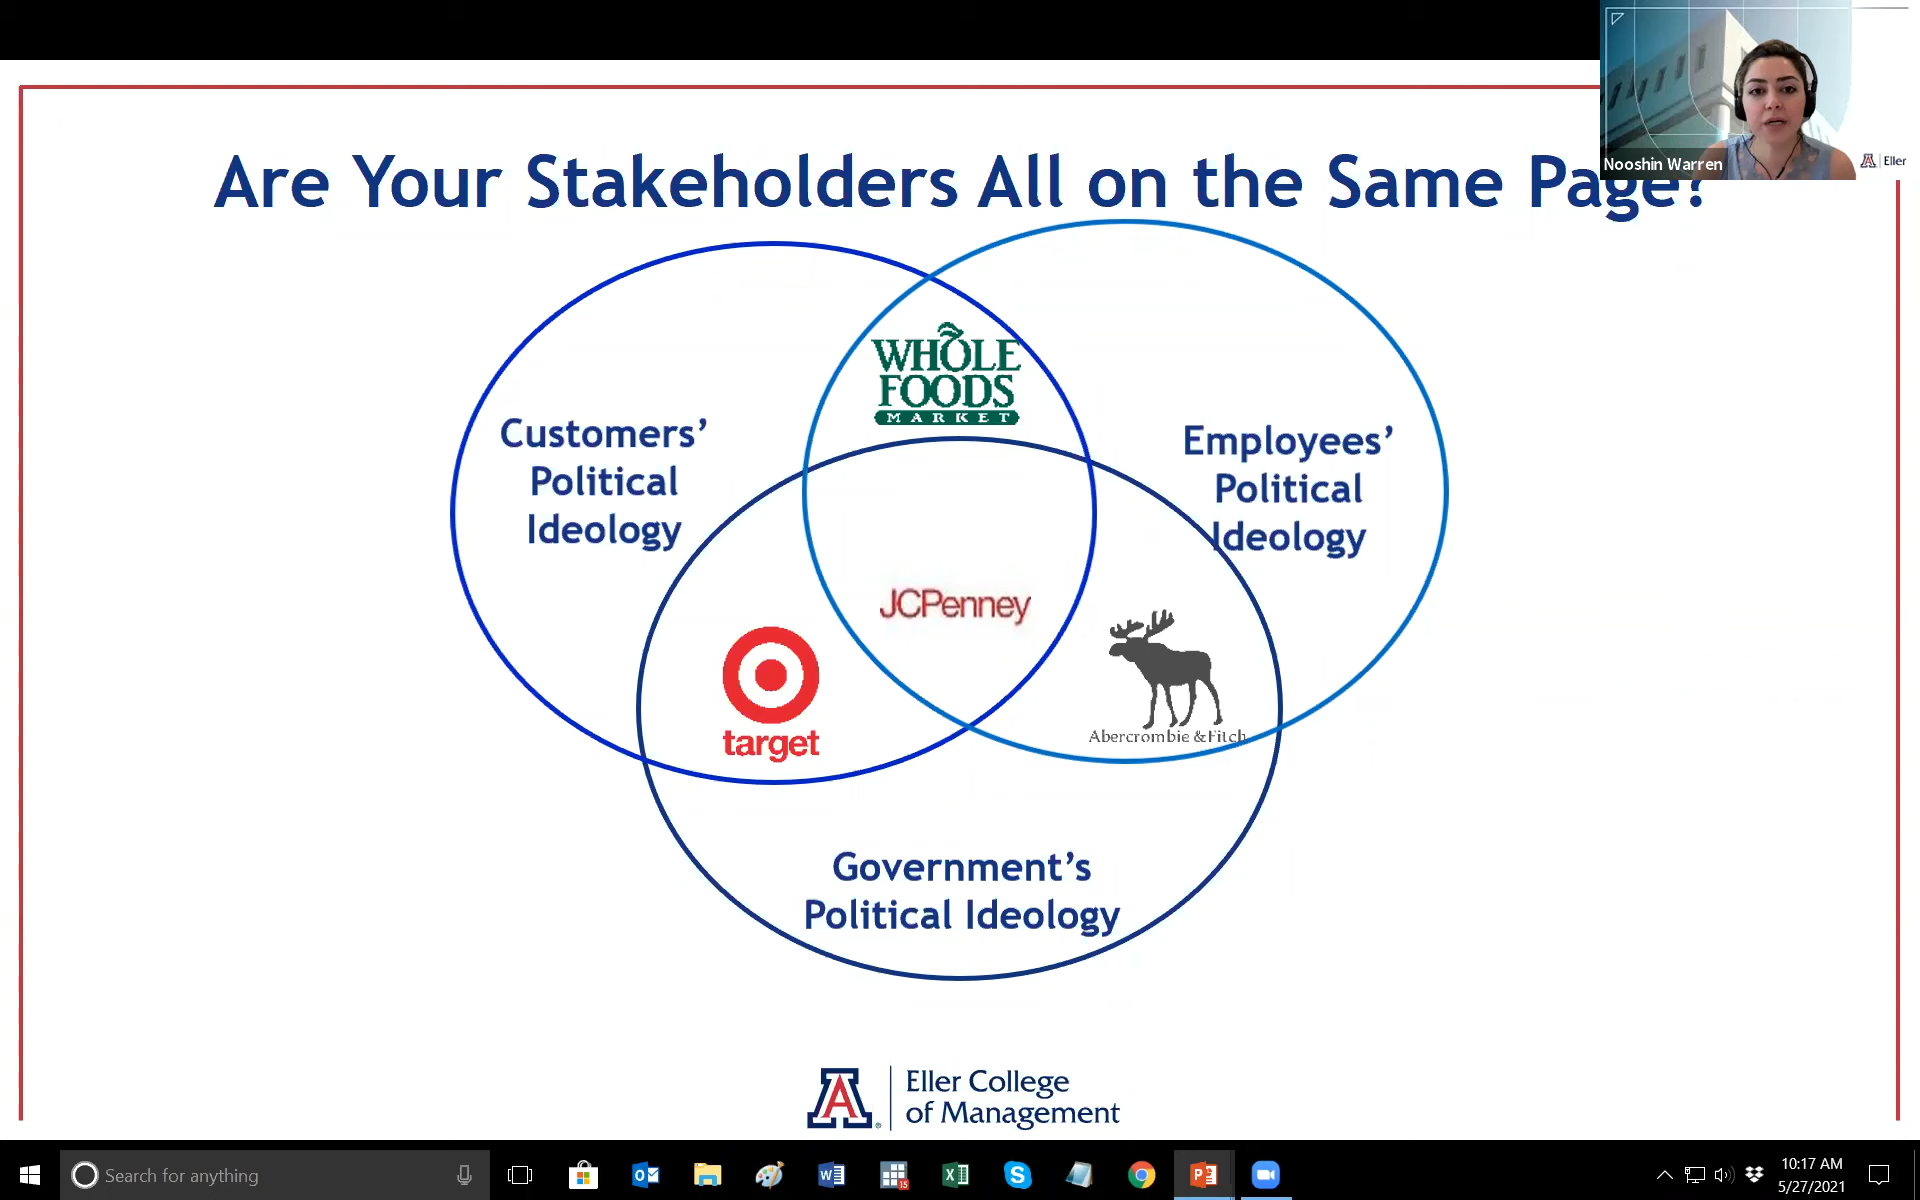 Nooshin Warren
Eller
Are Your Stakeholders All on the Same Page?
WHOLE
FOODS
MARKET
Customers’
Political
Ideology
Employees’
Political
Ideology
JCPenney
target
Abercrombie & Fitch
Government’s
Political Ideology
Eller College
of Management
Search for anything
15
10:17 AM
5/27/2021